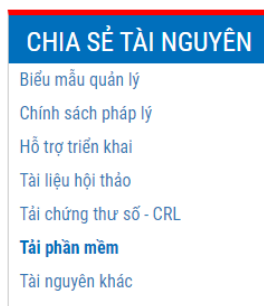 CHIA SẺ TÀI NGUYÊN
Biểu mẫu quản lý
Chính sách pháp lý
Hỗ trợ triển khai
Tài liệu hội thảo
Tải chứng thư số - CRL
Tải phần mềm
Tài nguyên khác